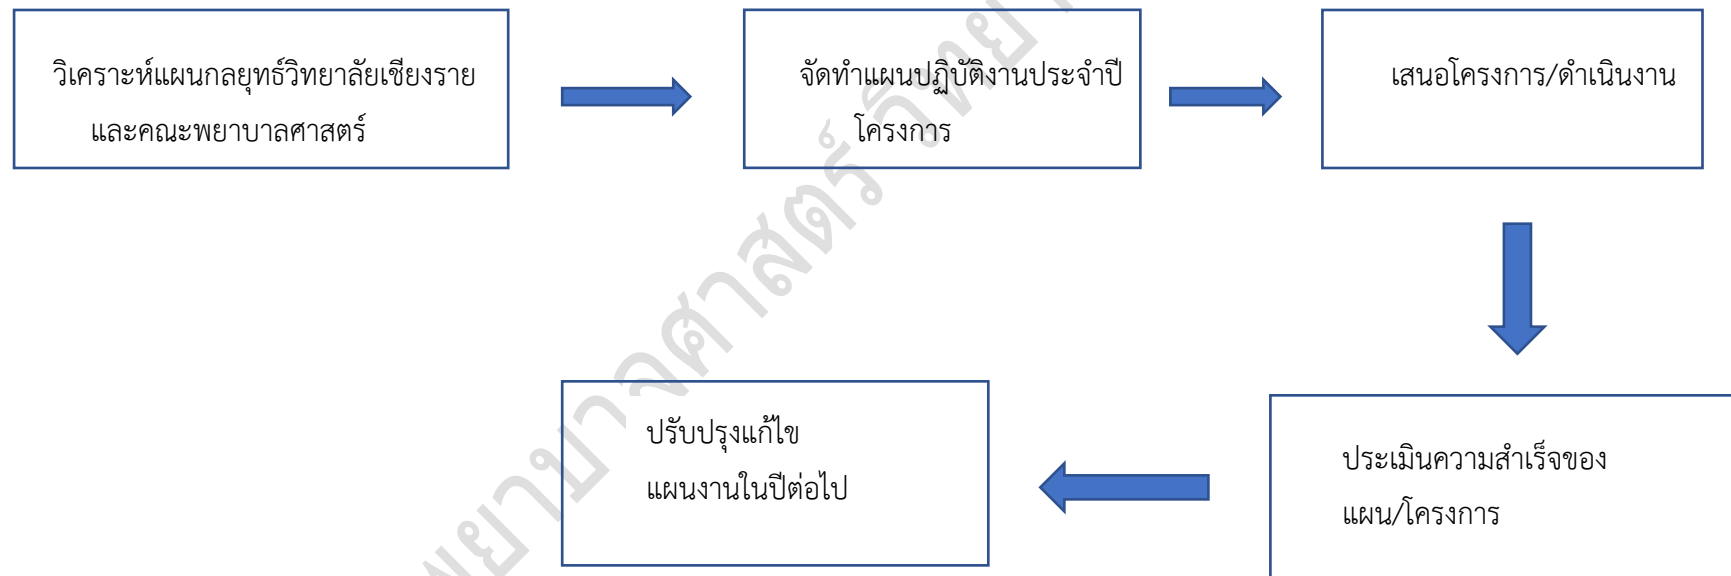 วิเคราะห์แผนกลยุทธ์วิทยาลัยเชียงราย
และคณะพยาบาลศาสตร์
จัดทำแผนปฏิบัติงานประจำปี
โครงการ
เสนอโครงการ/ดำเนินงาน
ประเมินความสำเร็จของ
แผน/โครงการ
ปรับปรุงแก้ไข
แผนงานในปีต่อไป